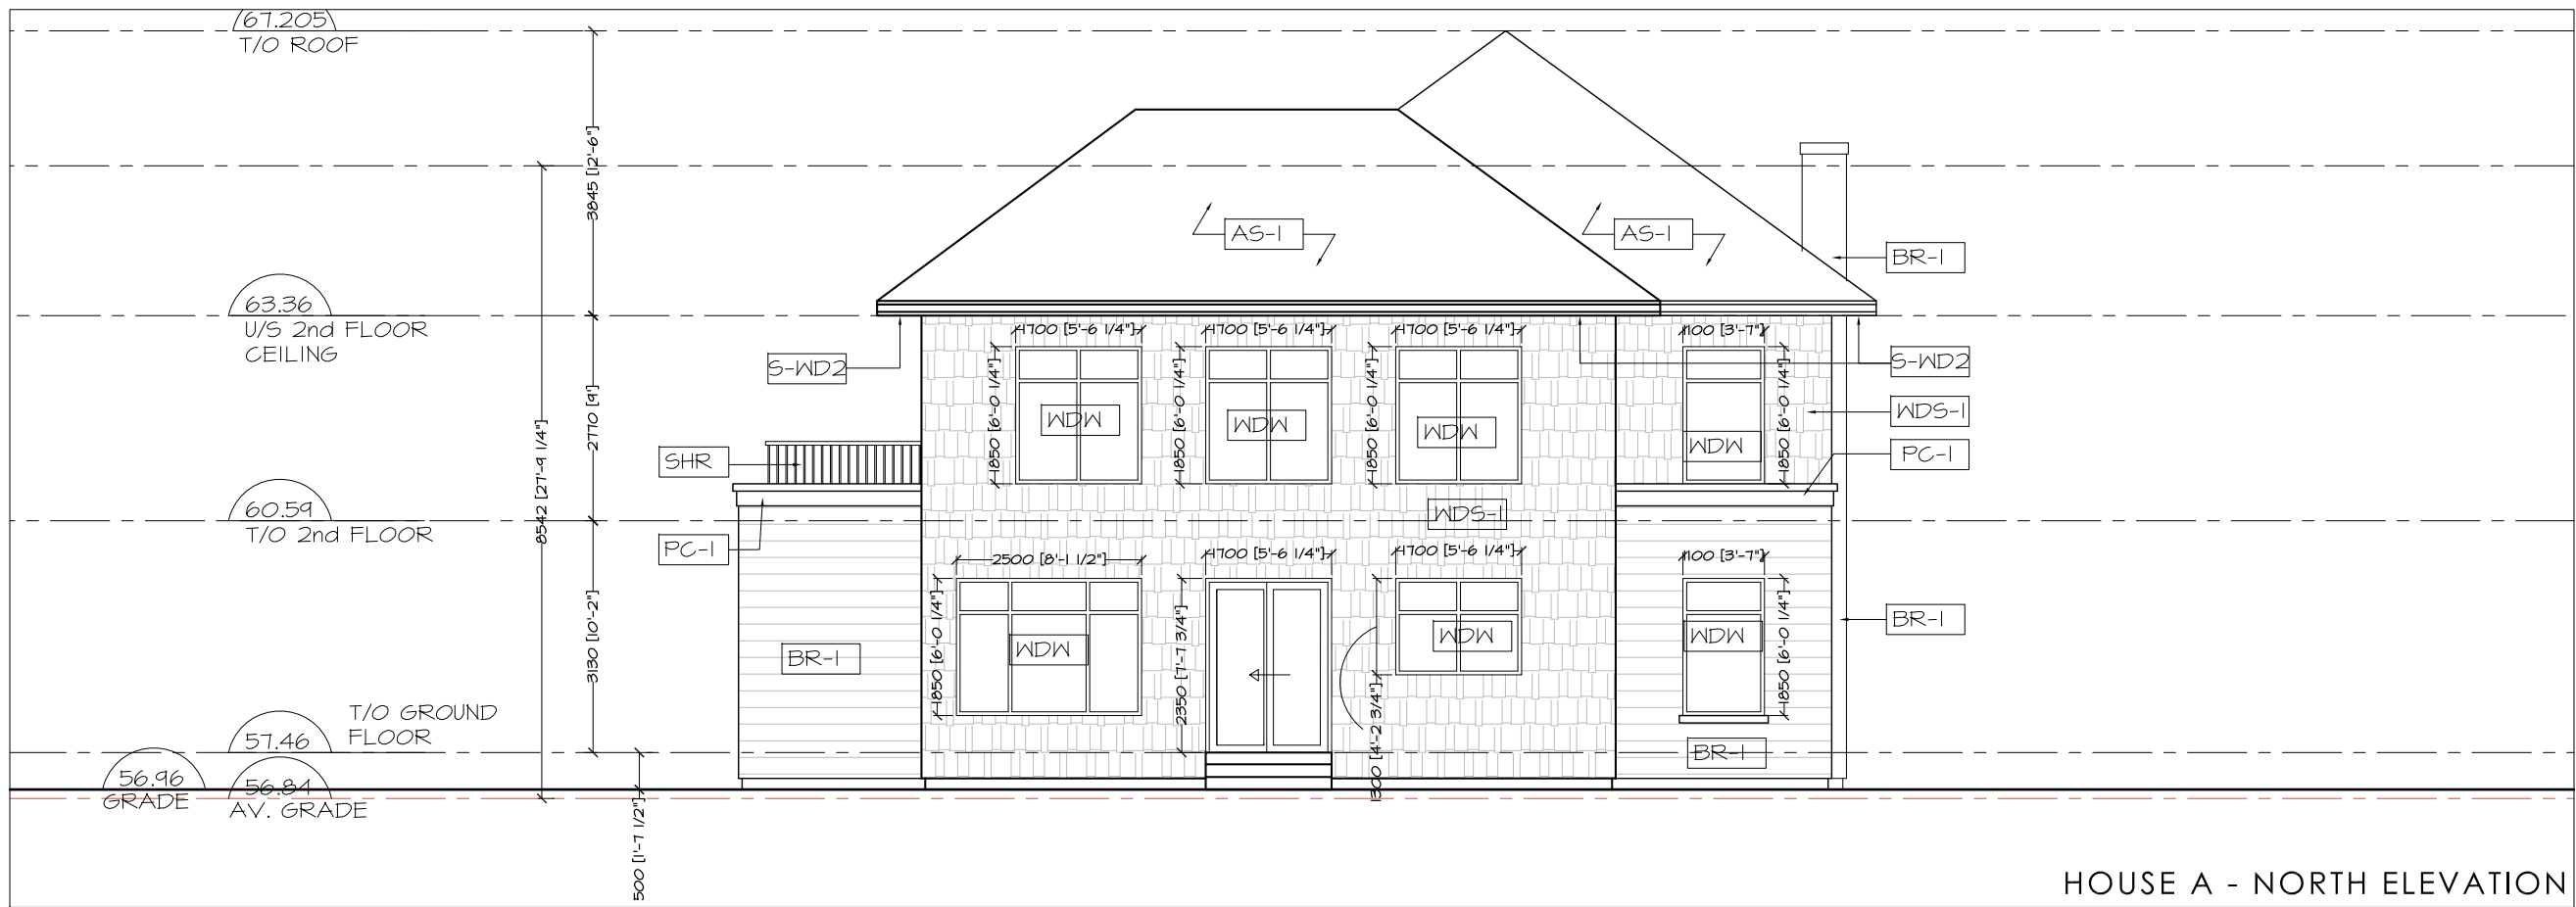 67.205
T/O ROOF
3845 [12'-6"]
AS-1
AS-1
BR-1
63.36
U/S 2nd FLOOR
CEILING
1700 [5'-6 1/4"]
1700 [5'-6 1/4"]
1700 [5'-6 1/4"]
1100 [3'-7"]
S-WD2
S-WD2
1850 [6'-0 1/4"]
1850 [6'-0 1/4"]
1850 [6'-0 1/4"]
1850 [6'-0 1/4"]
2770 [9']
WDW
WDW
WDW
WDW
WDS-1
PC-1
SHR
8542 [27'-9 1/4"]
60.59
T/O 2nd FLOOR
WDS-1
PC-1
2500 [8'-1 1/2"]
1700 [5'-6 1/4"]
1700 [5'-6 1/4"]
1100 [3'-7"]
3130 [10'-2"]
1850 [6'-0 1/4"]
2350 [7'-7 3/4"]
1300 [4'-2 3/4"]
1850 [6'-0 1/4"]
BR-1
WDW
WDW
WDW
BR-1
T/O GROUND
FLOOR
57.46
BR-1
56.96
GRADE
56.84
AV. GRADE
500 [1'-7 1/2"]
HOUSE A - NORTH ELEVATION